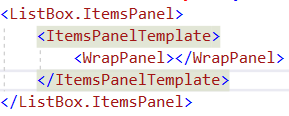 <ListBox.ItemsPanel>
<ItemsPanelTemplate>
<WrapPanel></WrapPanel>
</ItemsPanelTemplate>
</ListBox.ItemsPanel>